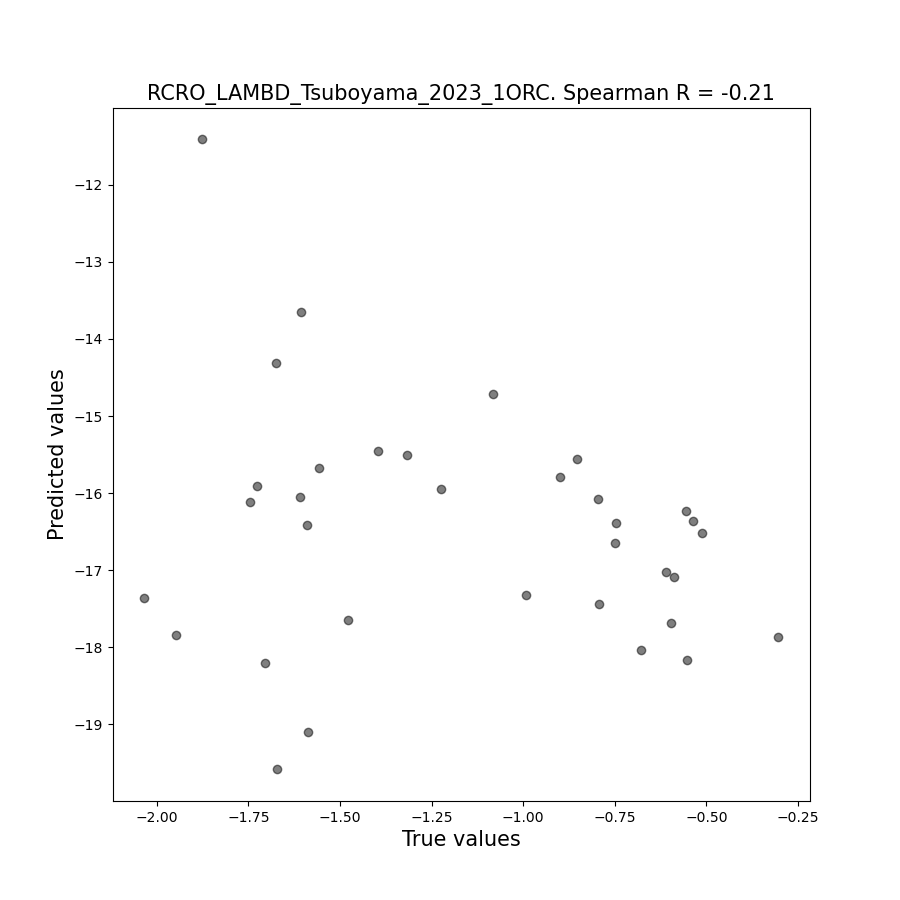 RCRO_LAMBD_Tsuboyama_2023_1ORC. Spearman R = -0.21
Predicted values
−12
−13
−14
−15
−16
−17
−18
−19
−2.00 −1.75 −1.50 −1.25 −1.00 −0.75 −0.50 −0.25
True values